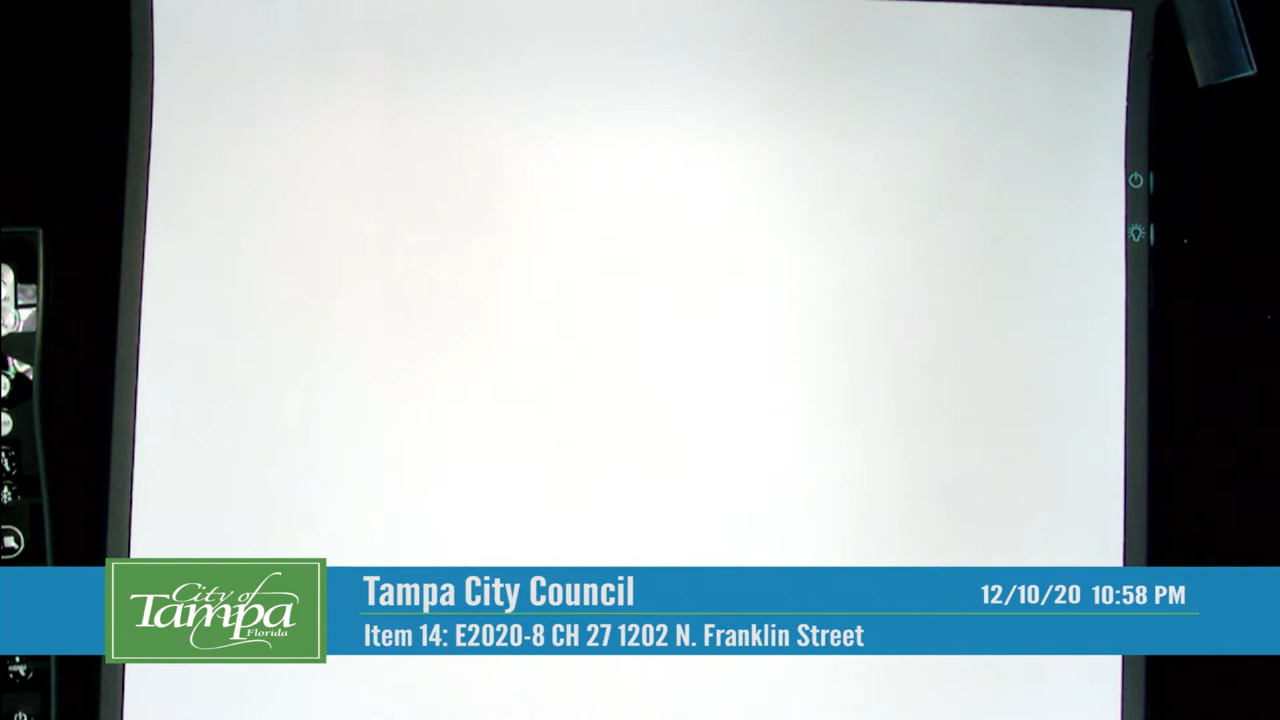 City of
Tampa
Florida
Tampa City Council
12/10/20 10:58 PM
Item 14: E2020-8 CH 27 1202 N. Franklin Street